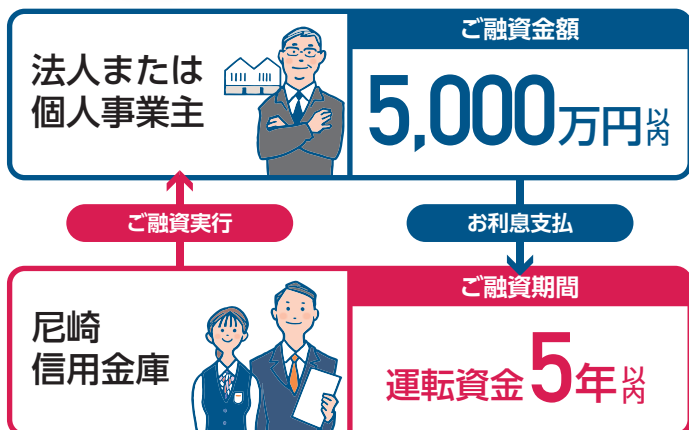 法人または
個人事業主
ご融資金額
5,000万円以内
ご融資実行
お利息支払
尼崎
信用金庫
ご融資期間
運転資金5年以内